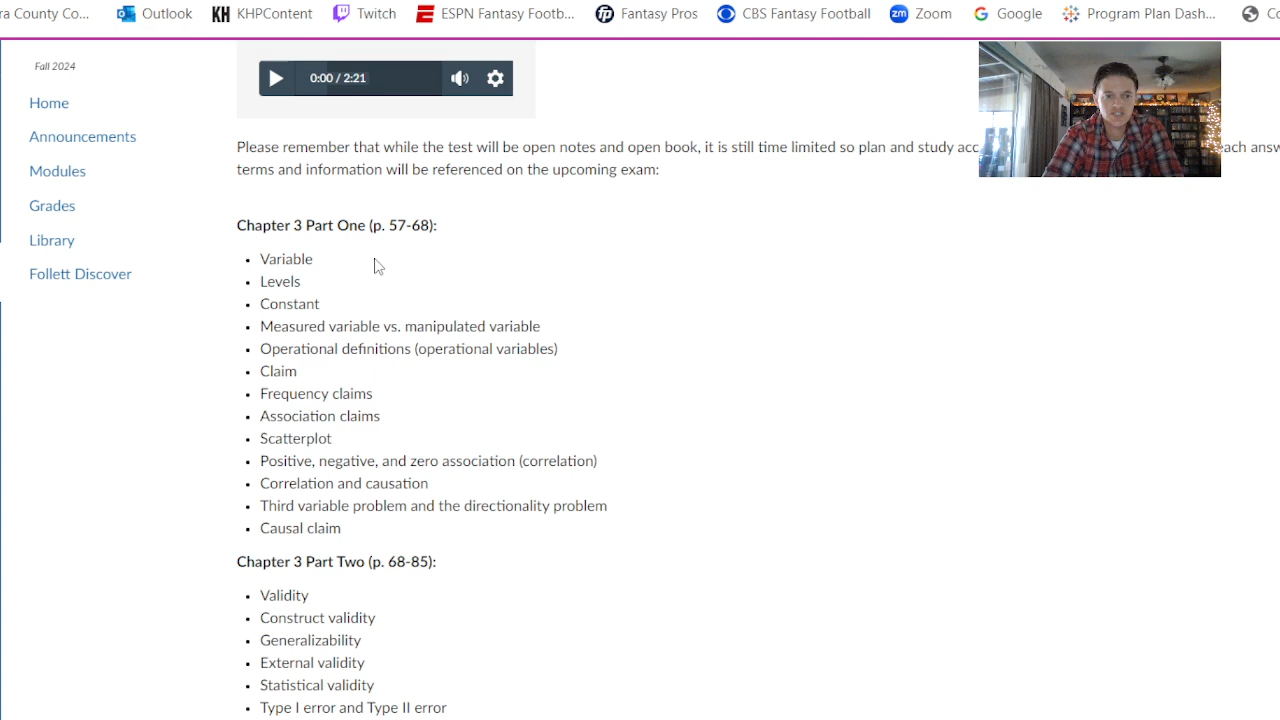 ra County Co... Outlook KHPContent Twitch ESPN Fantasy Footb... Fantasy Pros CBS Fantasy Football Zoom Google Program Plan Dash...
Fall 2024
Home
Announcements
Modules
Grades
Library
Follett Discover
0:00 / 2:21
Please remember that while the test will be open notes and open book, it is still time limited so plan and study acc
terms and information will be referenced on the upcoming exam:
Chapter 3 Part One (p. 57-68):
• Variable
• Levels
• Constant
• Measured variable vs. manipulated variable
• Operational definitions (operational variables)
• Claim
• Frequency claims
• Association claims
• Scatterplot
• Positive, negative, and zero association (correlation)
• Correlation and causation
• Third variable problem and the directionality problem
• Causal claim
Chapter 3 Part Two (p. 68-85):
• Validity
• Construct validity
• Generalizability
• External validity
• Statistical validity
• Type I error and Type II error